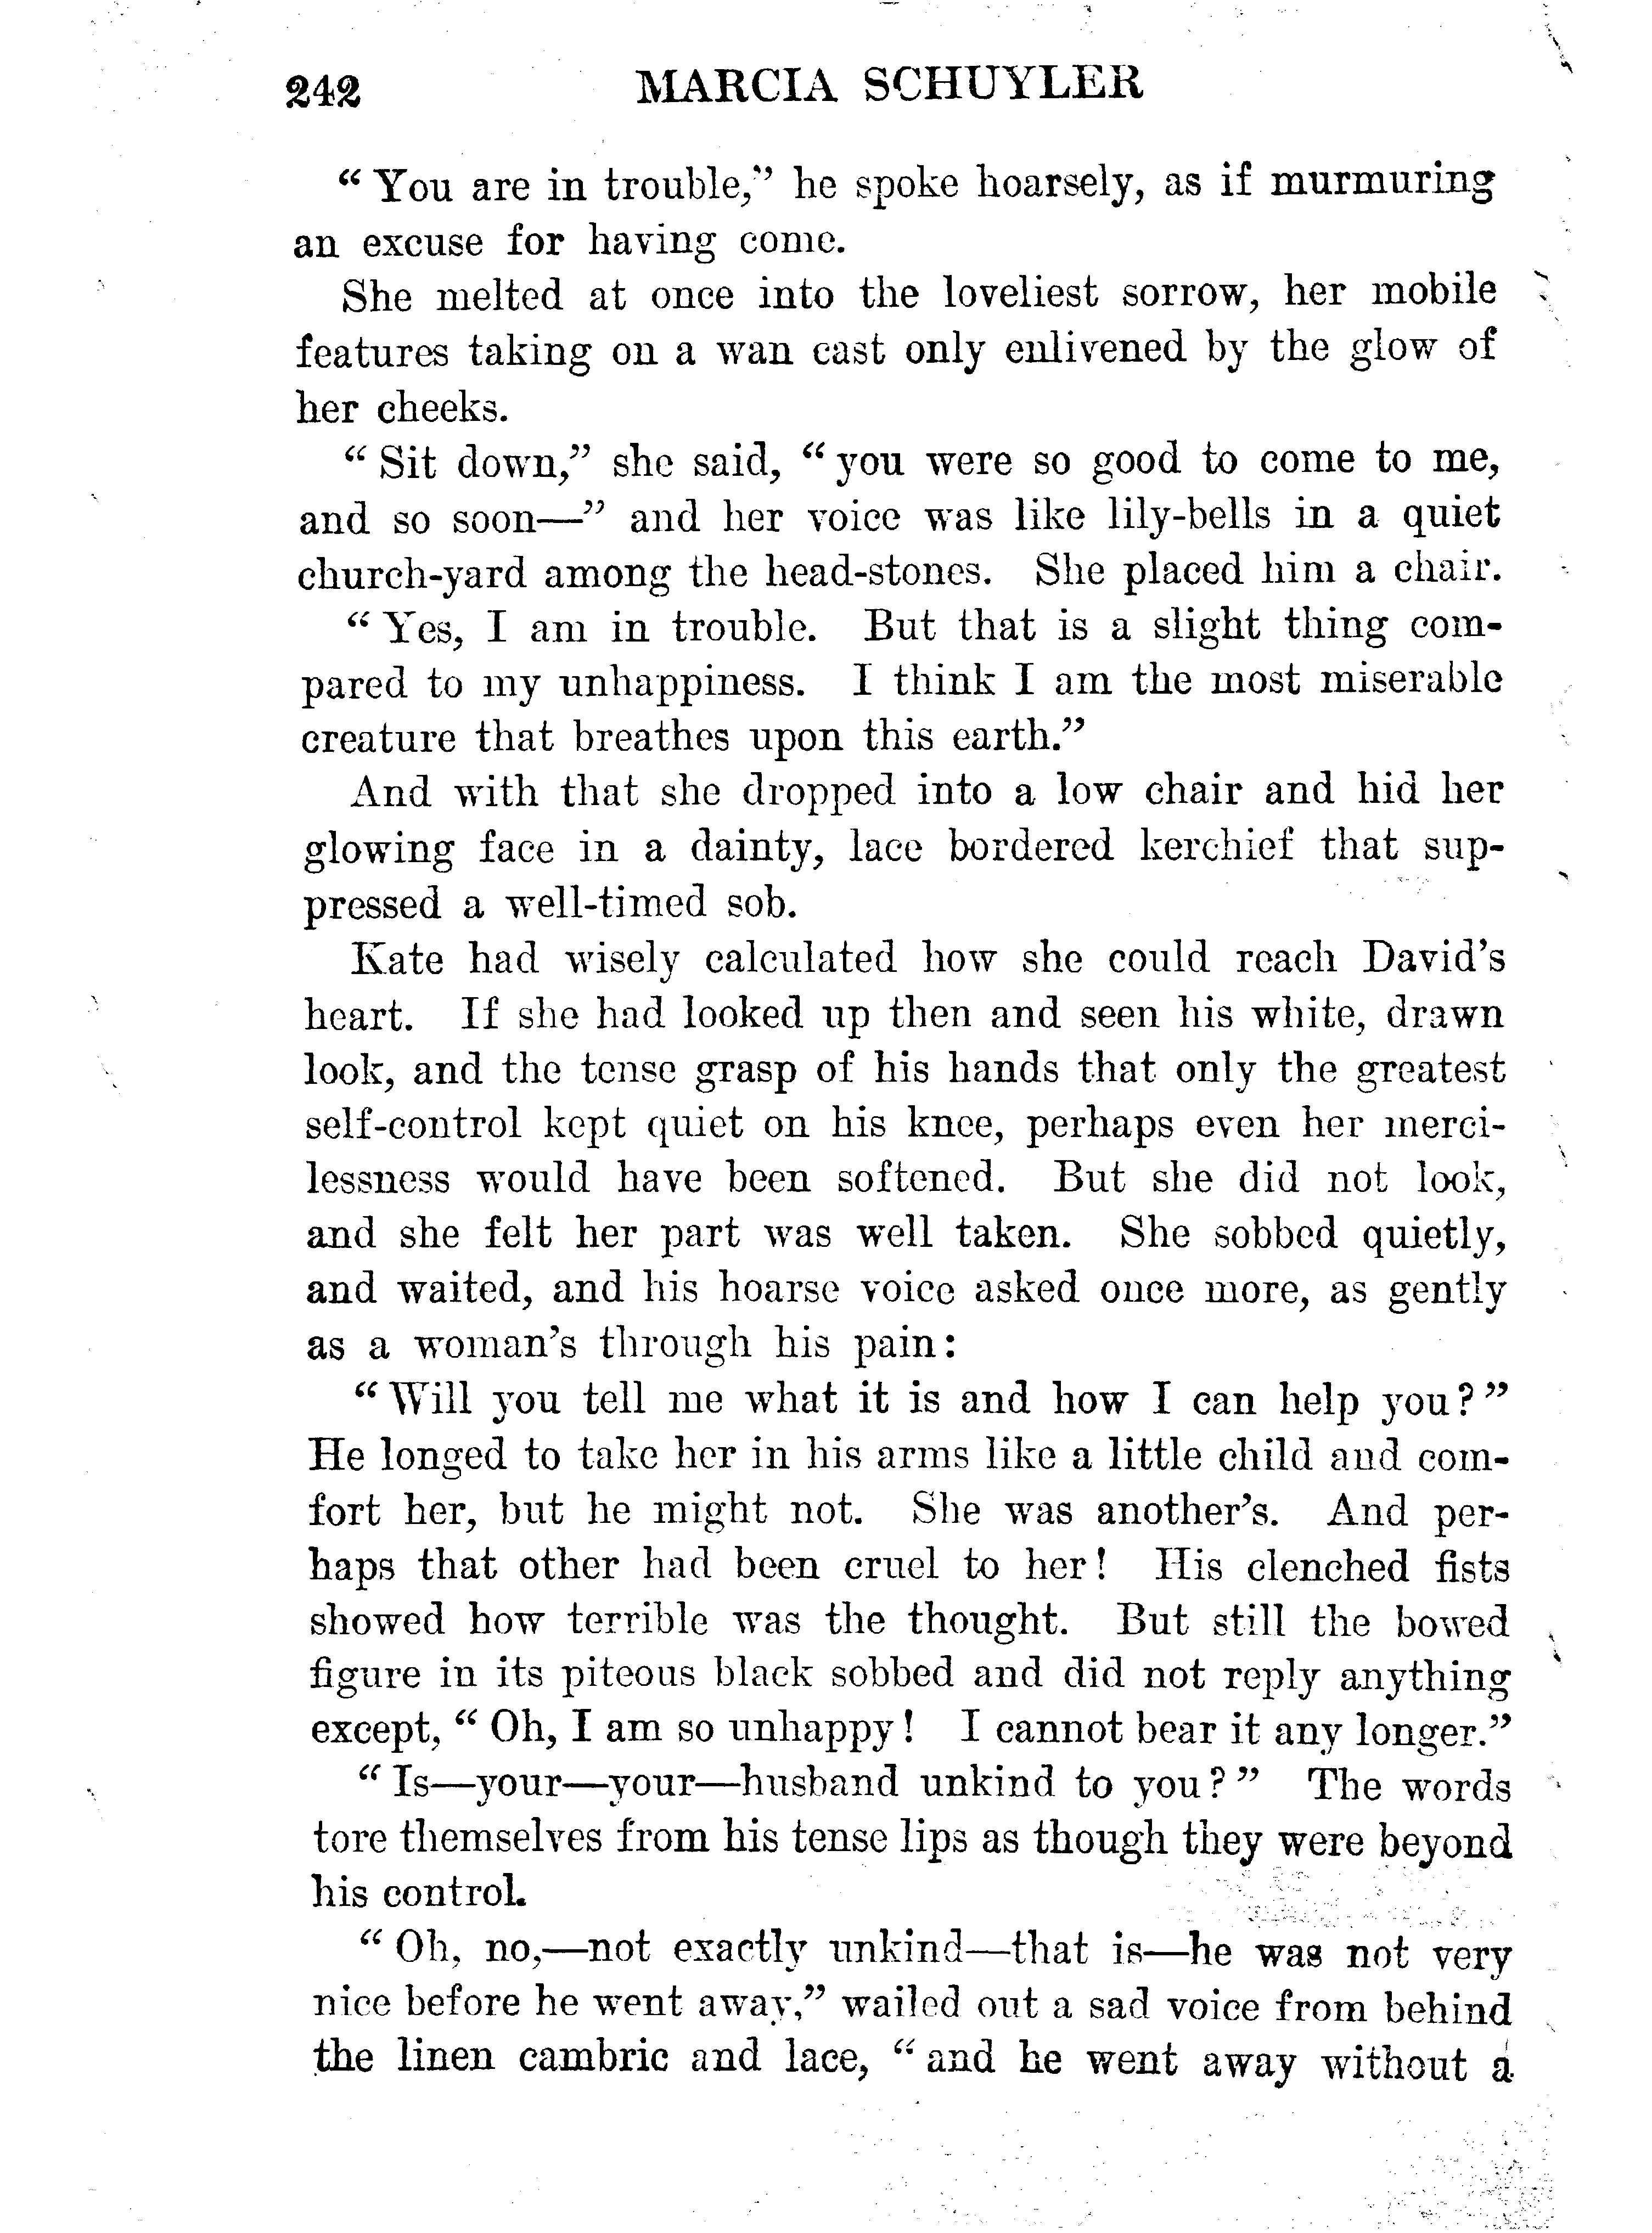 242 MARCIA SCHUYLER
“ You are in trouble,” he spoke hoarsely, as if murmuring
an excuse for having come.
She melted at once into the loveliest sorrow, her mobile
features taking on a wan cast only enlivened by the glow of
her cheeks.
“ Sit down,” she said, “ you were so good to come to me,
and so soon—” and her voice was like lily-bells in a quiet
church-yard among the head-stones. She placed him a chair.
“ Yes, I am in trouble. But that is a slight thing com-
pared to my unhappiness. I think I am the most miserable
creature that breathes upon this earth.”
And with that she dropped into a low chair and hid her
glowing face in a dainty, lace bordered kerchief that sup-
pressed a well-timed sob.
Kate had wisely calculated how she could reach David’s
heart. If she had looked up then and seen his white, drawn
look, and the tense grasp of his hands that only the greatest
self-control kept quiet on his knee, perhaps even her merci-
lessness would have been softened. But she did not look,
and she felt her part was well taken. She sobbed quietly,
and waited, and his hoarse voice asked once more, as gently
as a woman’s through his pain:
“ Will you tell me what it is and how I can help you? ”
He longed to take her in his arms like a little child and com-
fort her, but he might not. She was another’s. And per-
haps that other had been cruel to her! His clenched fists
showed how terrible was the thought. But still the bowed
figure in its piteous black sobbed and did not reply anything
except, “ Oh, I am so unhappy! I cannot bear it any longer.”
“ Is—your—your—husband unkind to you? ” The words
tore themselves from his tense lips as though they were beyond
his control.
“ Oh, no,—not exactly unkind—that is—he was not very
nice before he went away,” wailed out a sad voice from behind
the linen cambric and lace, “ and he went away without a